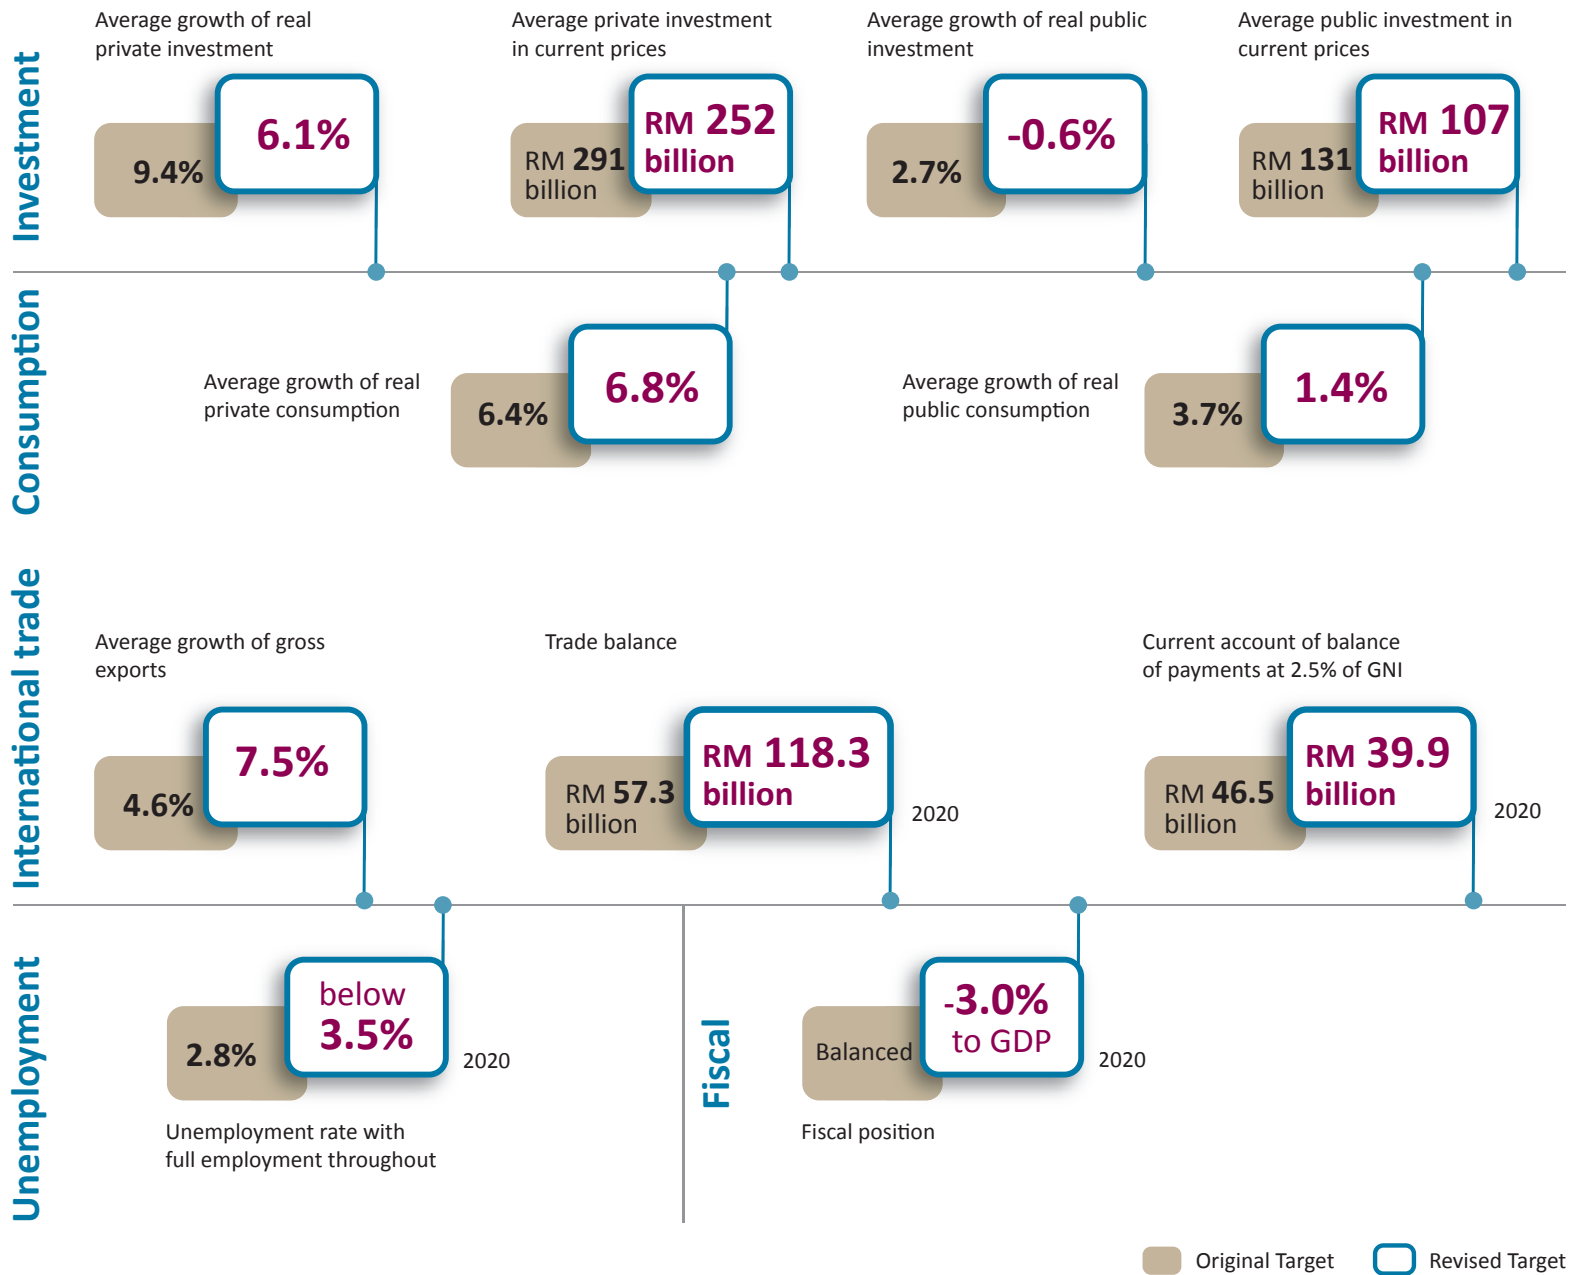 Investment
Average growth of real
private investment
9.4%
6.1%
Average private investment
in current prices
RM 291
billion
RM 252
billion
Average growth of real public
investment
2.7%
-0.6%
Average public investment in
current prices
RM 131
billion
RM 107
billion
Consumption
Average growth of real
private consumption
6.4%
6.8%
Average growth of real
public consumption
3.7%
1.4%
International trade
Average growth of gross
exports
4.6%
7.5%
Trade balance
RM 57.3
billion
RM 118.3
billion
2020
Current account of balance
of payments at 2.5% of GNI
RM 46.5
billion
RM 39.9
billion
2020
Unemployment
2.8%
below
3.5%
2020
Unemployment rate with
full employment throughout
Fiscal
Balanced
-3.0%
to GDP
2020
Fiscal position
Original Target
Revised Target